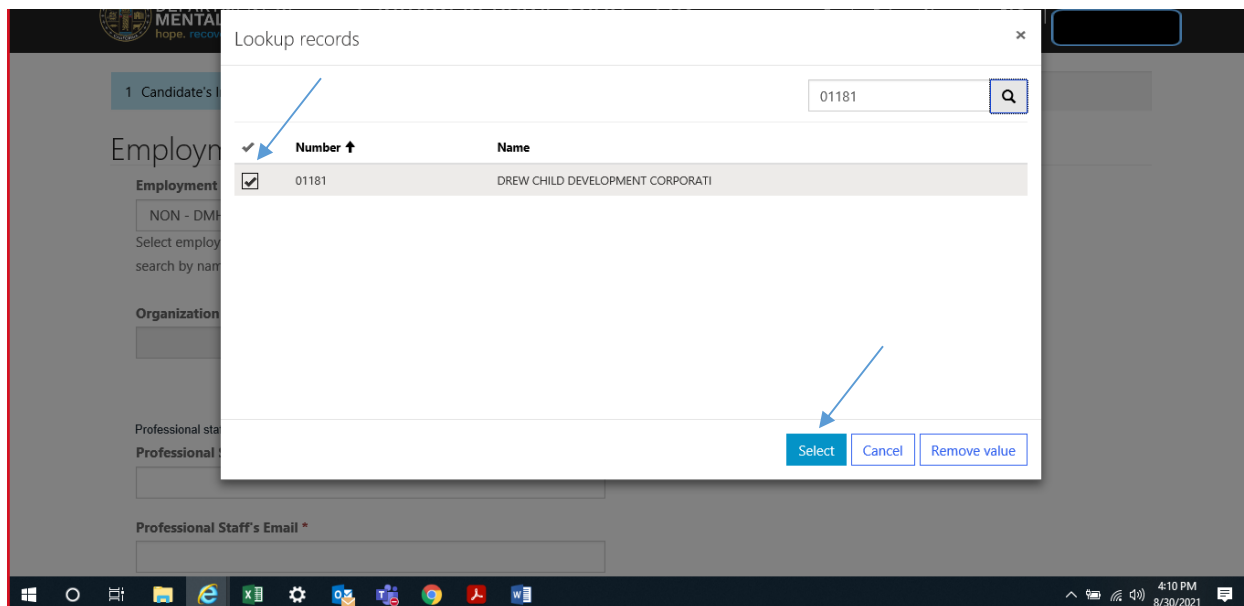 MENTAL
hope. recov
Lookup records
×
1 Candidate's I
01181
Employm
Number Name
Employment
01181 DREW CHILD DEVELOPMENT CORPORATI
NON - DMH
Select employ
search by nam
Organization
Professional sta
Professional
Select Cancel Remove value
Professional Staff's Email *
4:10 PM
8/30/2021